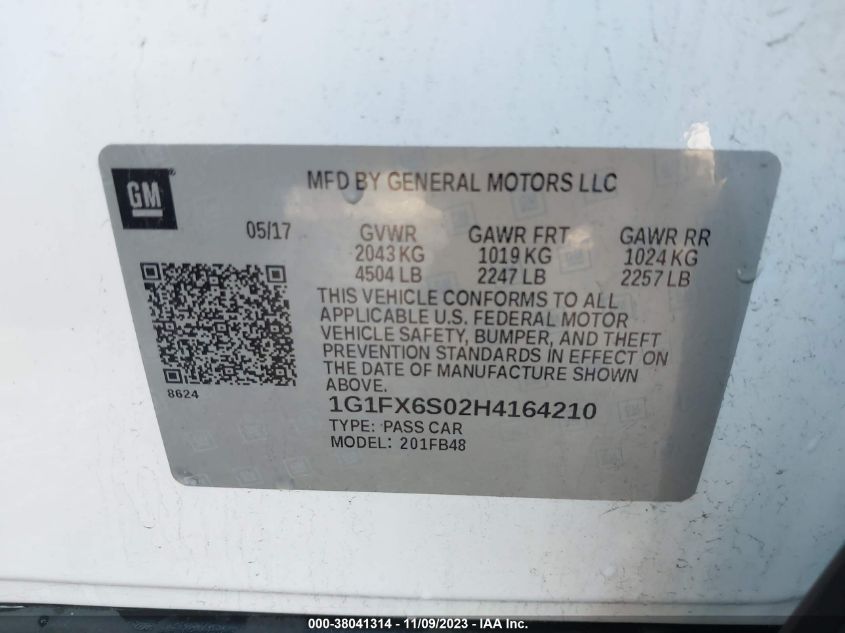 GM
MFD BY GENERAL MOTORS LLC
05/17 GVWR GAWR FRT GAWR RR
2043 KG 1019 KG 1024 KG
4504 LB 2247 LB 2257 LB
THIS VEHICLE CONFORMS TO ALL
APPLICABLE U.S. FEDERAL MOTOR
VEHICLE SAFETY, BUMPER, AND THEFT
PREVENTION STANDARDS IN EFFECT ON
THE DATE OF MANUFACTURE SHOWN
ABOVE.
8624
1G1FX6S02H4164210
TYPE: PASS CAR
MODEL: 201FB48
000-38041314 - 11/09/2023 - IAA Inc.